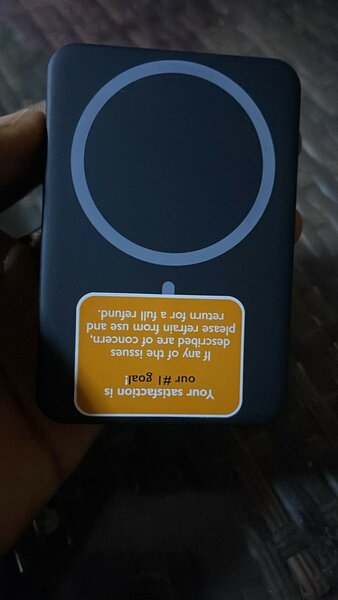 Your satisfaction is
our #1 goal!
If any of the issues
described are of concern,
please refrain from use and
return for a full refund.